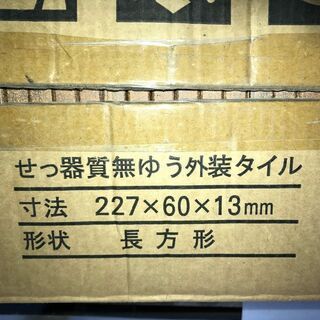 せっ器質無ゆう外装タイル
寸法 227×60×13mm
形状 長方形